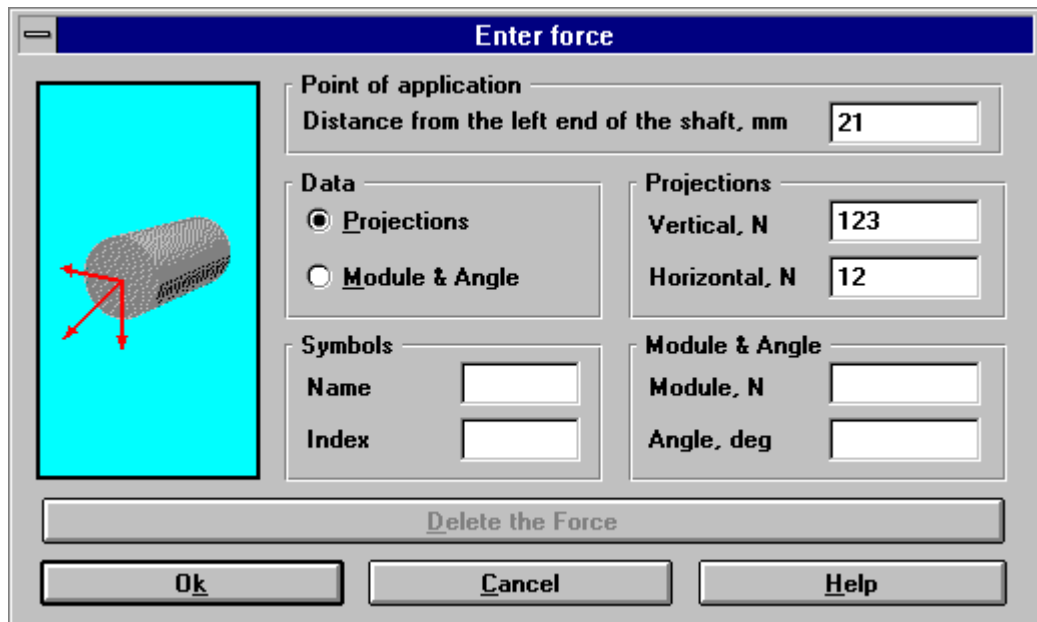 Enter force
Point of application
Distance from the left end of the shaft, mm 21
Data
Projections
Module & Angle
Projections
Vertical, N 123
Horizontal, N 12
Symbols
Name
Index
Module & Angle
Module, N
Angle, deg
Delete the Force
Ok Cancel Help